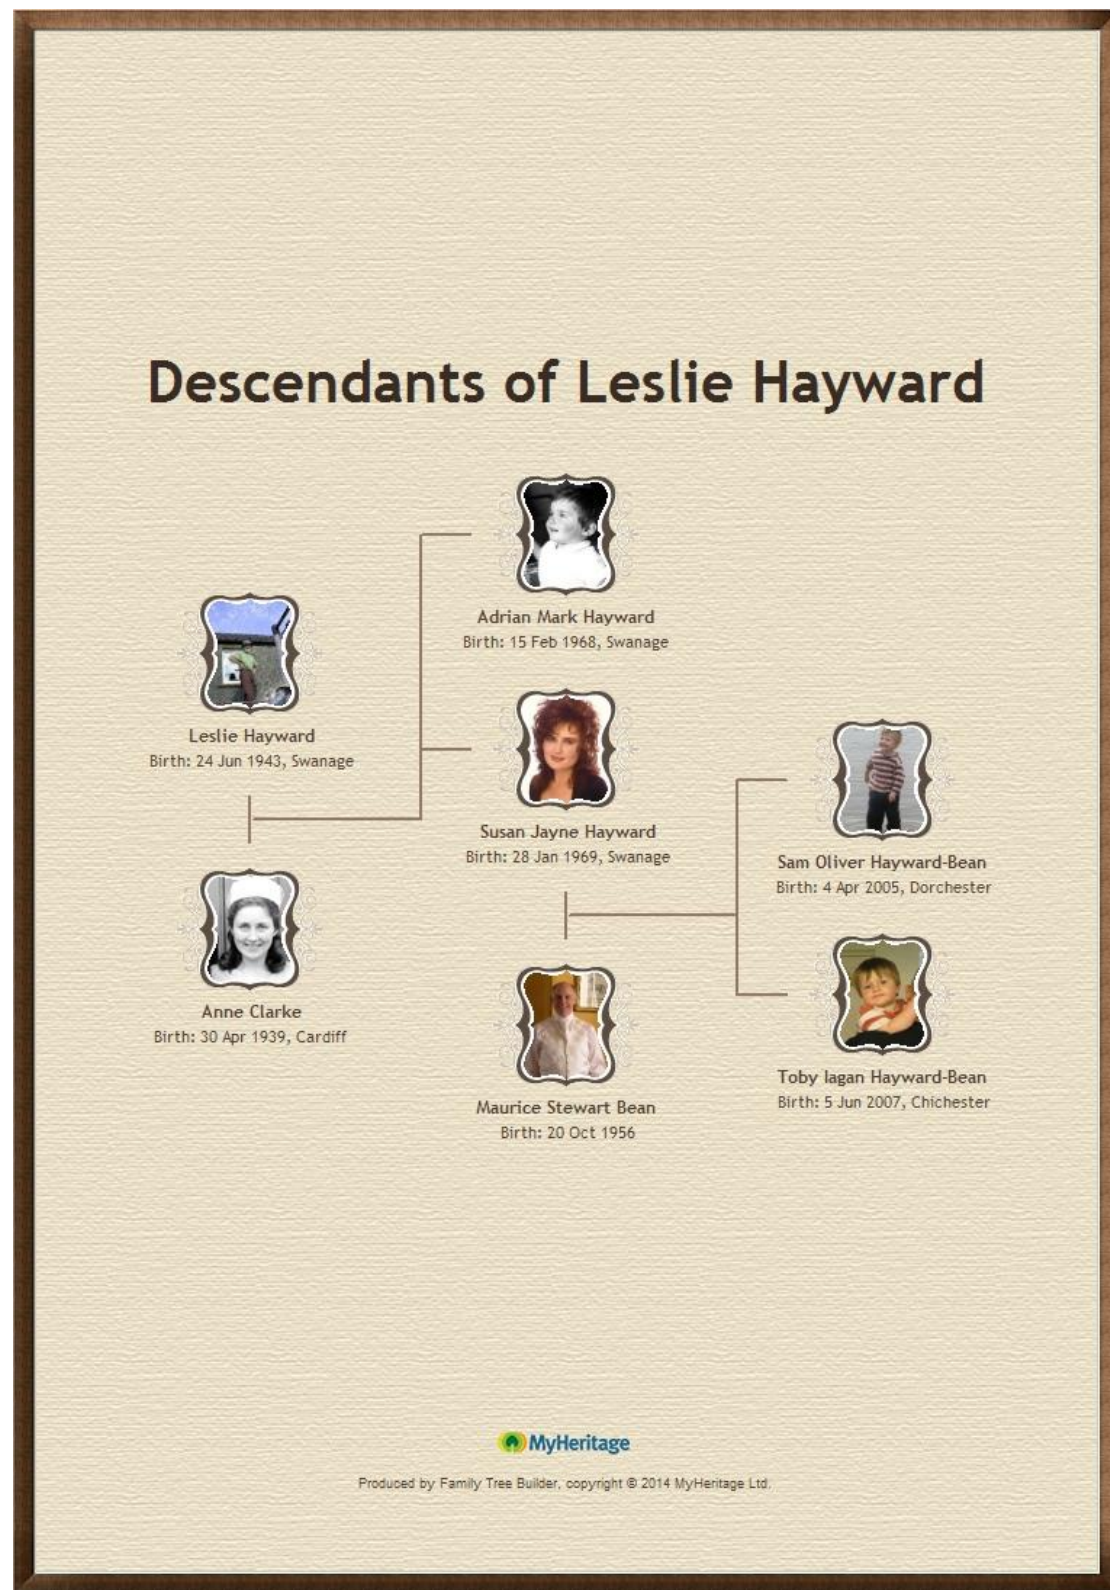 Descendants of Leslie Hayward
Adrian Mark Hayward
Birth: 15 Feb 1968, Swanage
Leslie Hayward
Birth: 24 Jun 1943, Swanage
Susan Jayne Hayward
Birth: 28 Jan 1969, Swanage
Sam Oliver Hayward-Bean
Birth: 4 Apr 2005, Dorchester
Anne Clarke
Birth: 30 Apr 1939, Cardiff
Maurice Stewart Bean
Birth: 20 Oct 1956
Toby Iagan Hayward-Bean
Birth: 5 Jun 2007, Chichester
MyHeritage
Produced by Family Tree Builder, copyright © 2014 MyHeritage Ltd.